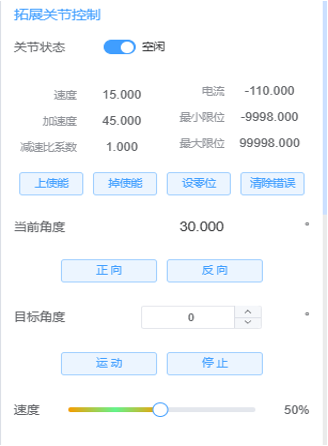 拓展关节控制
关节状态 空闲
速度 15.000 电流 -110.000
加速度 45.000 最小限位 -9998.000
减速比系数 1.000 最大限位 99998.000
上使能 掉使能 设零位 清除错误
当前角度 30.000 °
正向 反向
目标角度 0 °
运动 停止
速度 50%